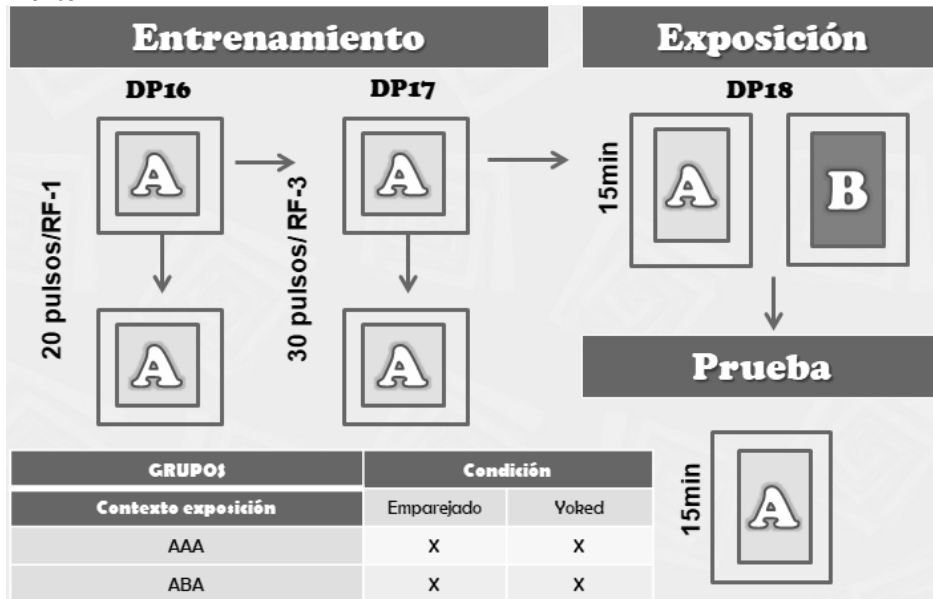 Entrenamiento
DP16
DP17
20 pulsos/RF-1
A
A
30 pulsos/ RF-3
A
A
Exposición
DP18
15min
A
B
Prueba
15min
A
GRUPOS
Condición
Contexto exposición
Emparejado
Yoked
AAA
X
X
ABA
X
X